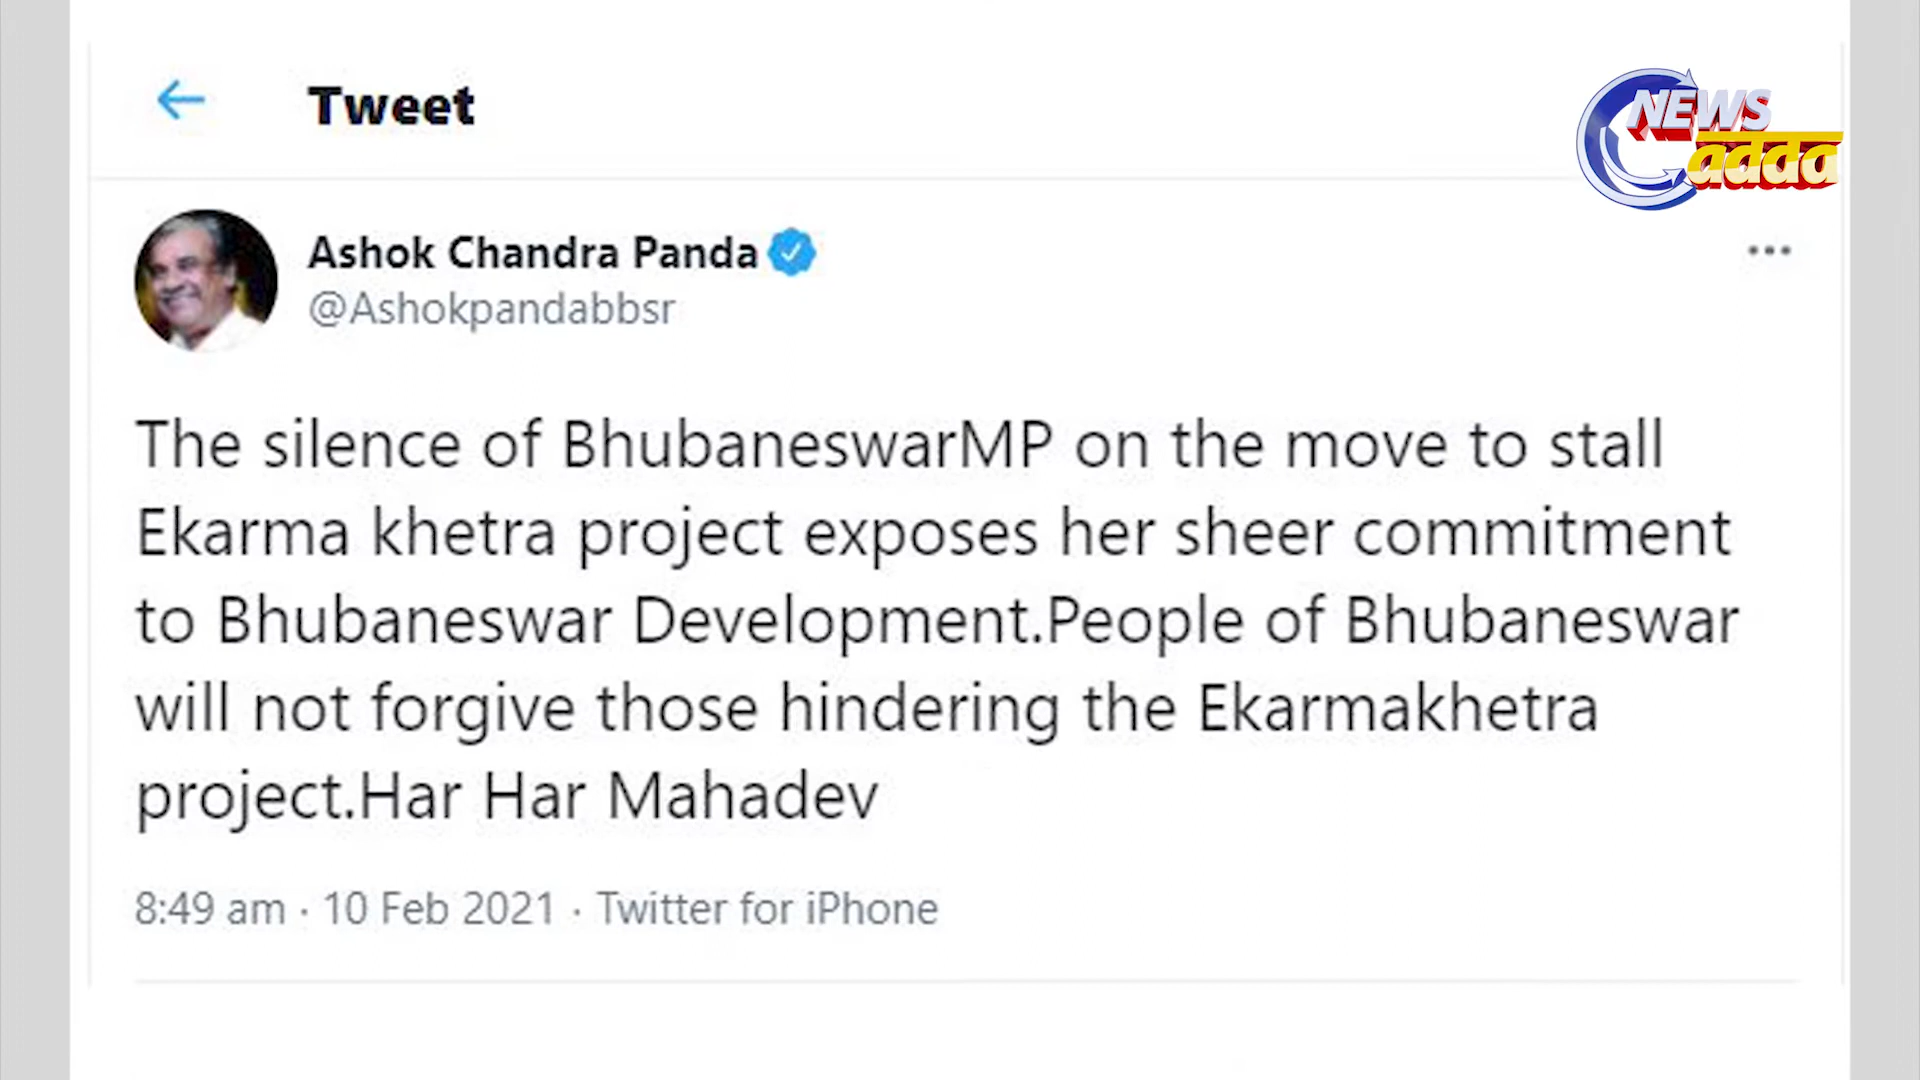 Tweet
NEWS
adda
Ashok Chandra Panda
@Ashokpandabbsr
The silence of BhubaneswarMP on the move to stall
Ekarma khetra project exposes her sheer commitment
to Bhubaneswar Development.People of Bhubaneswar
will not forgive those hindering the Ekarmakhetra
project.Har Har Mahadev
8:49 am · 10 Feb 2021 · Twitter for iPhone